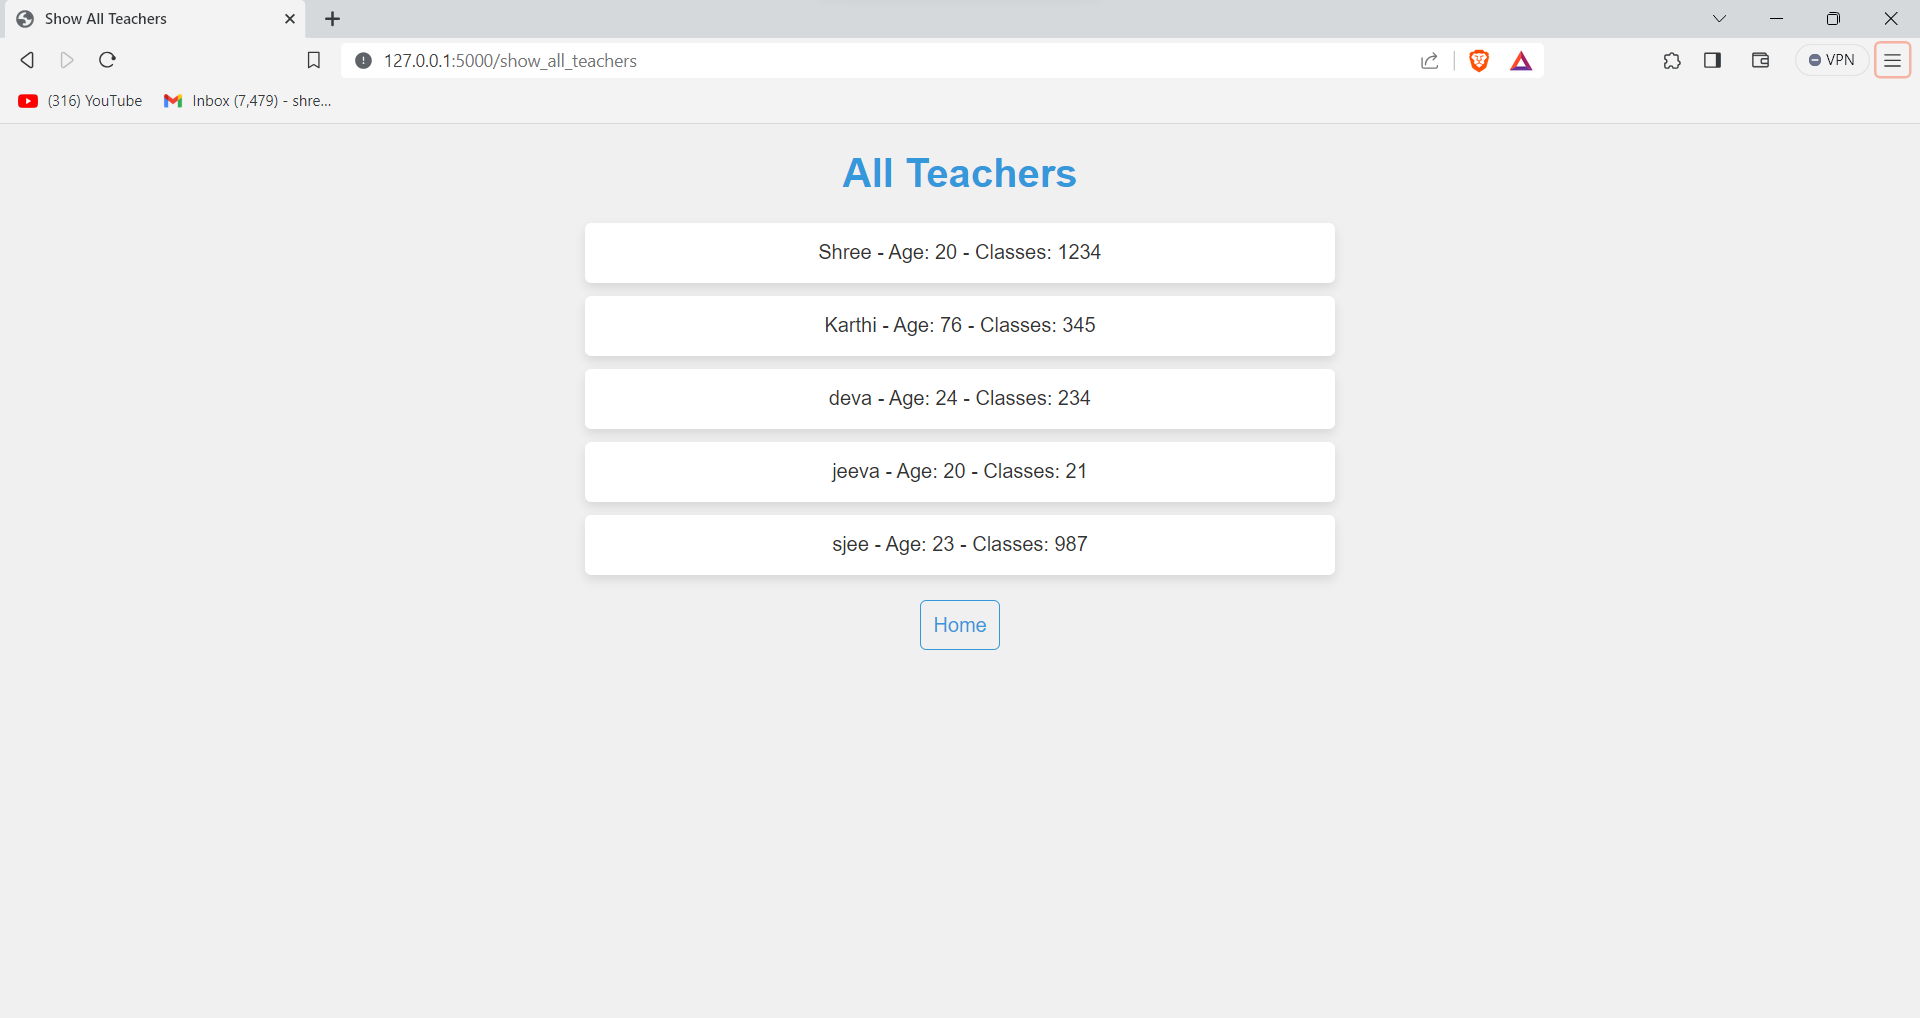 Show All Teachers
127.0.0.1:5000/show_all_teachers
VPN
(316) YouTube
Inbox (7,479) - shre...
All Teachers
Shree - Age: 20 - Classes: 1234
Karthi - Age: 76 - Classes: 345
deva - Age: 24 - Classes: 234
jeeva - Age: 20 - Classes: 21
sjee - Age: 23 - Classes: 987
Home